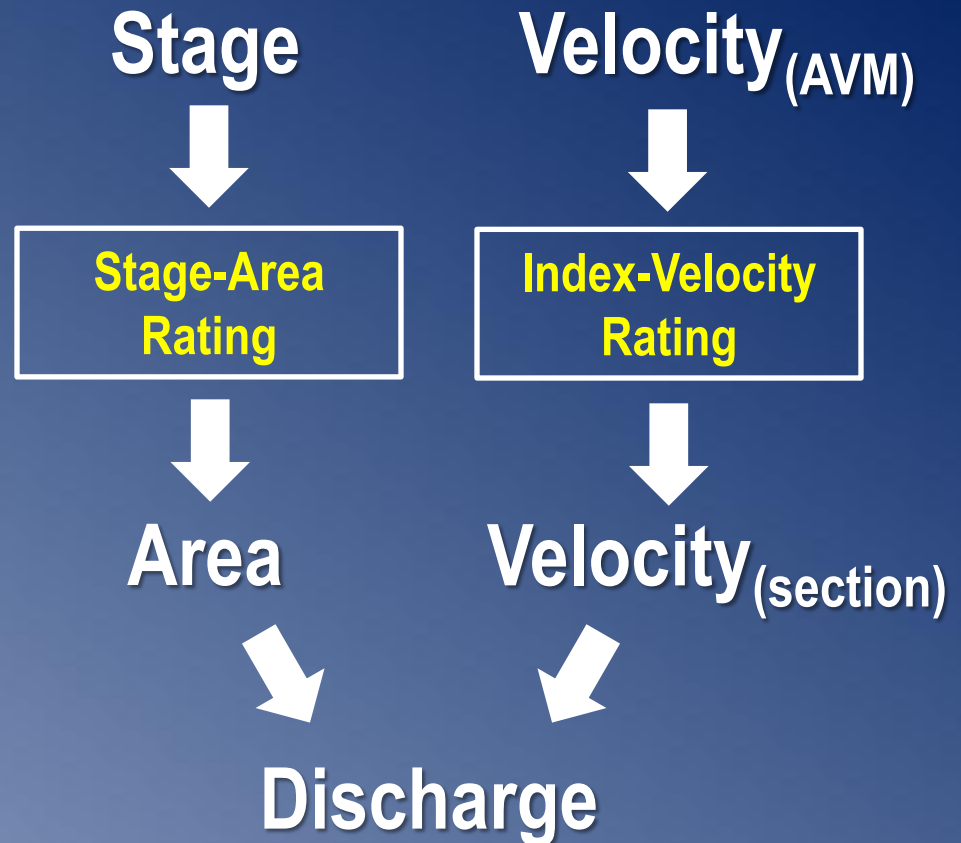 Stage
Velocity(AVM)
Stage-Area
Rating
Index-Velocity
Rating
Area
Velocity(section)
Discharge